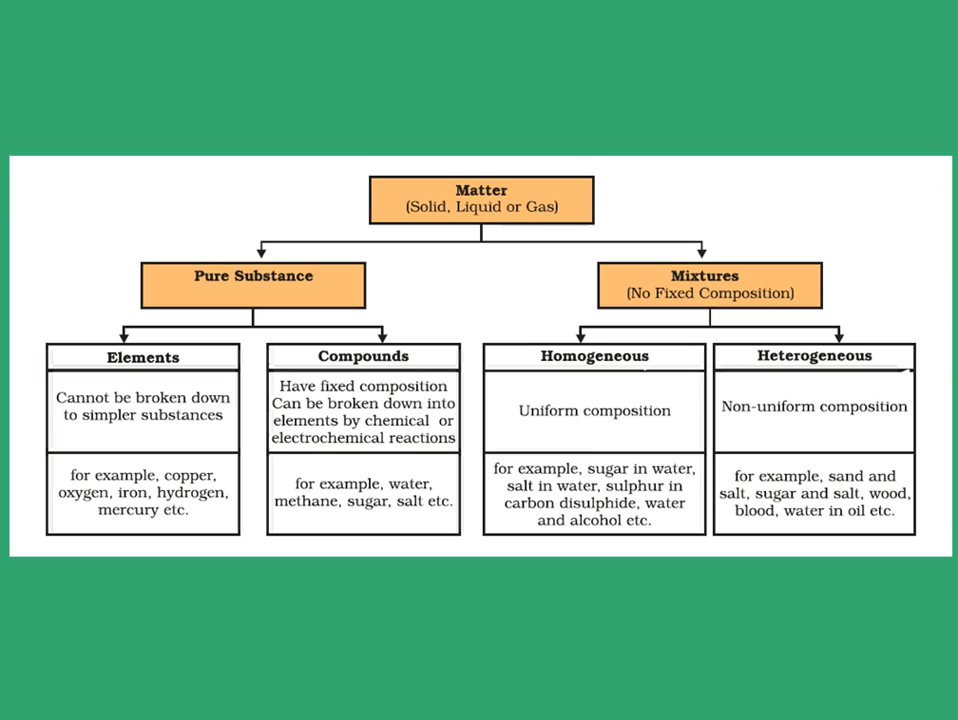 Matter
(Solid, Liquid or Gas)
Pure Substance
Mixtures
(No Fixed Composition)
Elements
Cannot be broken down
to simpler substances
for example, copper,
oxygen, iron, hydrogen,
mercury etc.
Compounds
Have fixed composition
Can be broken down into
elements by chemical or
electrochemical reactions
for example, water,
methane, sugar, salt etc.
Homogeneous
Uniform composition
for example, sugar in water,
salt in water, sulphur in
carbon disulphide, water
and alcohol etc.
Heterogeneous
Non-uniform composition
for example, sand and
salt, sugar and salt, wood,
blood, water in oil etc.